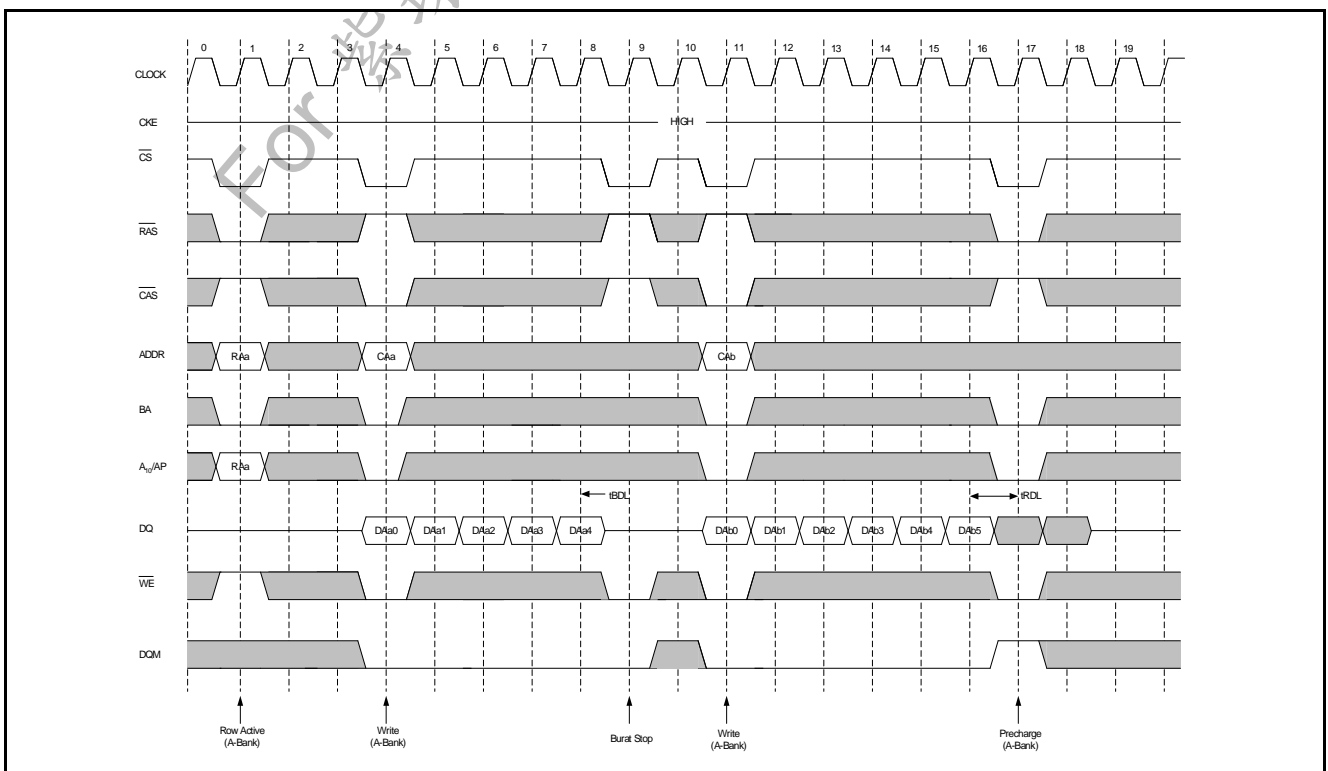 For
0 1 2 3 4 5 6 7 8 9 10 11 12 13 14 15 16 17 18 19
CLOCK
CKE HIGH
CS
RAS
CAS
ADDR RAa CAa CAb
BA
A10/AP RAa
tBDL tRDL
DQ DAa0 DAa1 DAa2 DAa3 DAa4 DAb0 DAb1 DAb2 DAb3 DAb4 DAb5
WE
DQM
Row Active Write Burat Stop Write Precharge
(A-Bank) (A-Bank) (A-Bank) (A-Bank)